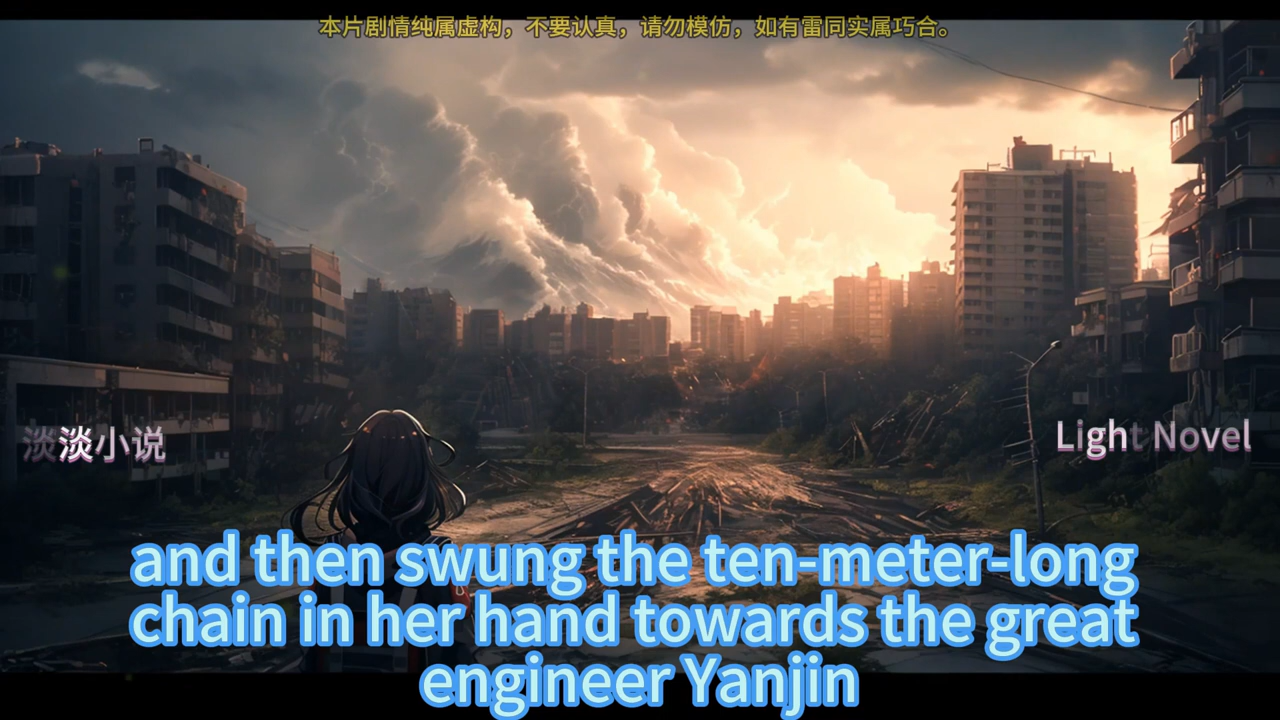 本片剧情纯属虚构，不要认真，请勿模仿，如有雷同实属巧合。
淡淡小说
Light Novel
and then swung the ten-meter-long
chain in her hand towards the great
engineer Yanjin